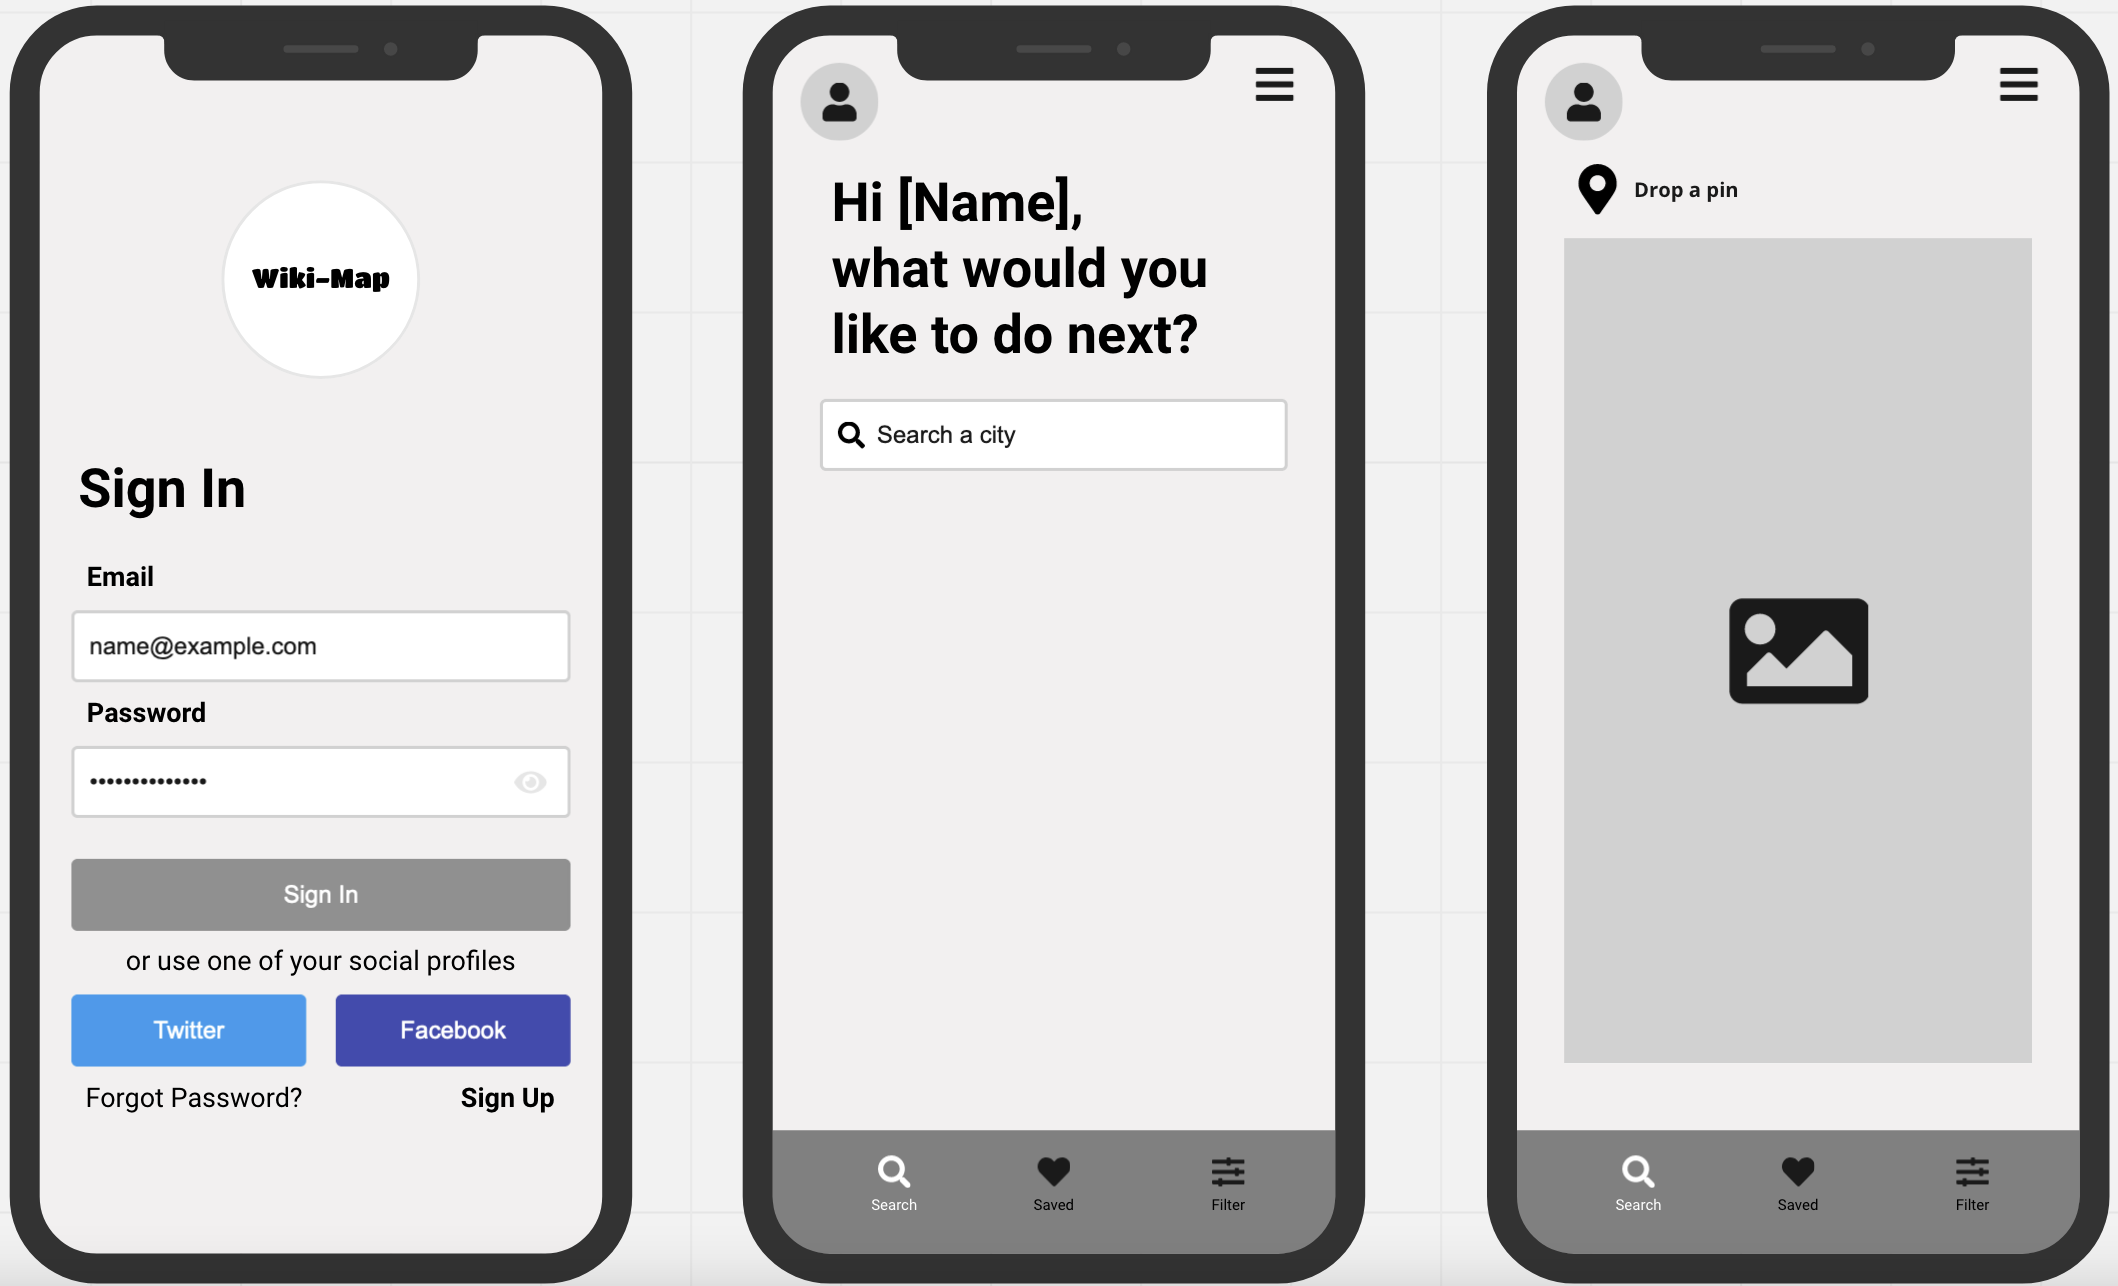 Wiki-Map
Sign In
Email
name@example.com
Password
••••••••••••••
Sign In
or use one of your social profiles
Twitter
Facebook
Forgot Password?
Sign Up
Hi [Name],
what would you
like to do next?
Search a city
Search
Saved
Filter
Drop a pin
Search
Saved
Filter